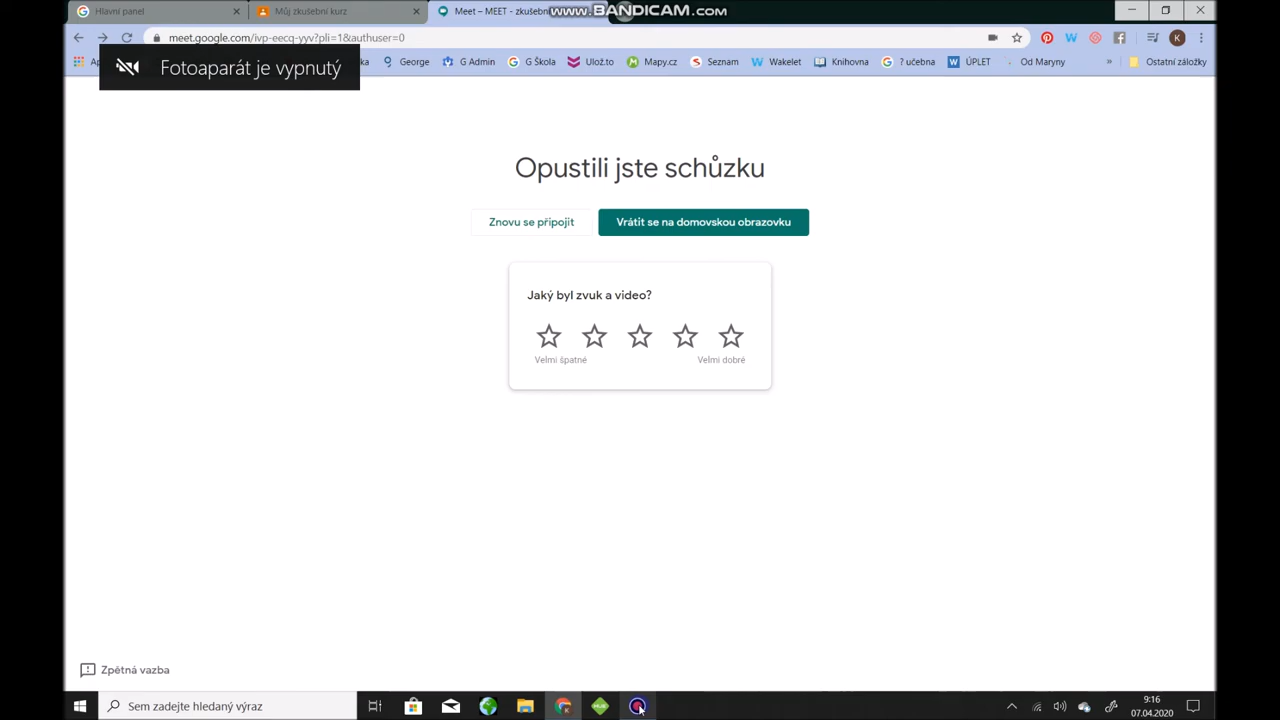 www.BANDICAM.com
Hlavní panel
Můj zkušební kurz
Meet – MEET - zkušebn
meet.google.com/ivp-eecq-yyv?pli=1&authuser=0
K
George
G Admin
G Škola
Ulož.to
Mapy.cz
Seznam
Wakelet
Knihovna
? učebna
ÚPLET
Od Maryny
»
Ostatní záložky
Fotoaparát je vypnutý
Opustili jste schůzku
Znovu se připojit
Vrátit se na domovskou obrazovku
Jaký byl zvuk a video?
Velmi špatné
Velmi dobré
Zpětná vazba
Sem zadejte hledaný výraz
9:16
07.04.2020